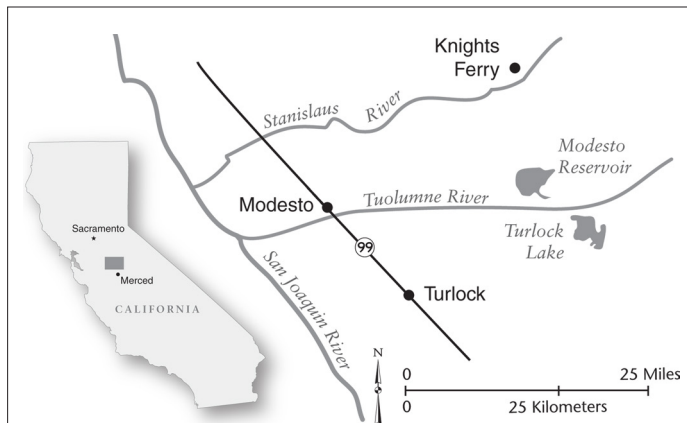 Knights
Ferry
Stanislaus River
Modesto
Reservoir
Modesto
Tuolumne River
Turlock
Lake
99
San Joaquin River
Turlock
Sacramento
Merced
CALIFORNIA
N
0 25 Miles
0 25 Kilometers